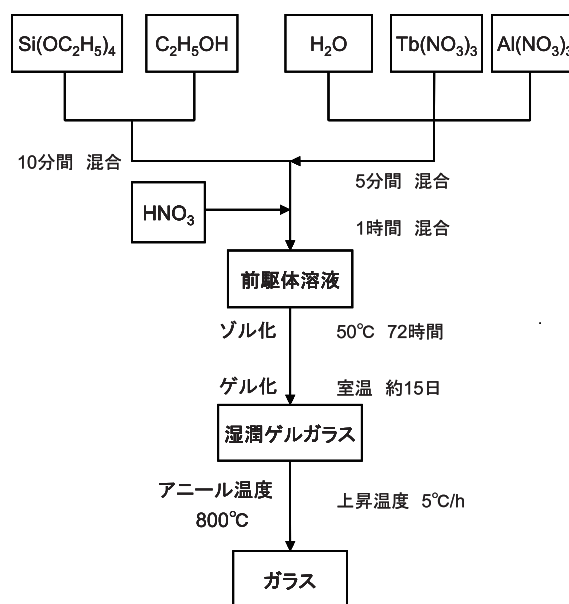 Si(OC₂H₅)₄
C₂H₅OH
H₂O
Tb(NO₃)₃
Al(NO₃)₃
10分間 混合
5分間 混合
HNO₃
1時間 混合
前駆体溶液
ゾル化
50℃ 72時間
ゲル化
室温 約15日
湿潤ゲルガラス
アニール温度
800℃
上昇温度 5℃/h
ガラス